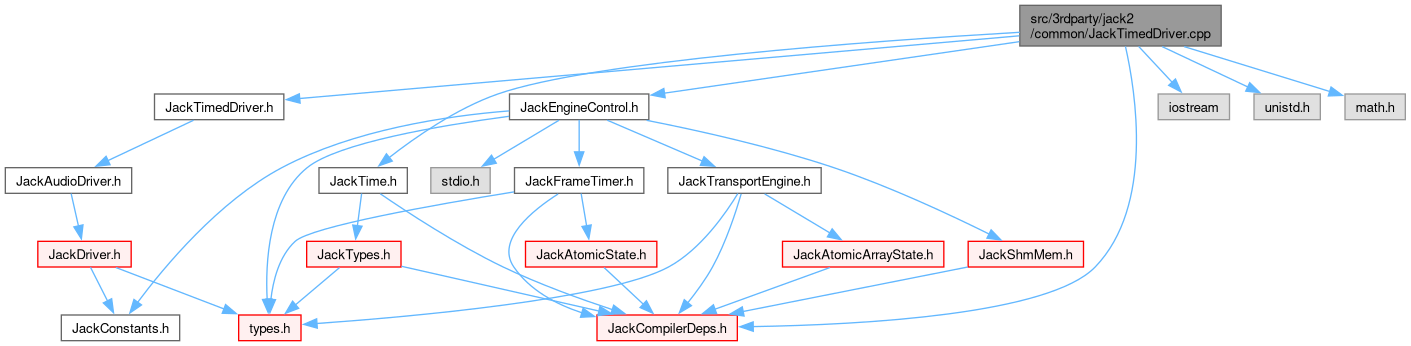 src/3rdparty/jack2
/common/JackTimedDriver.cpp
JackTimedDriver.h
JackEngineControl.h
iostream
unistd.h
math.h
JackAudioDriver.h
JackTime.h
stdio.h
JackFrameTimer.h
JackTransportEngine.h
JackDriver.h
JackTypes.h
JackAtomicState.h
JackAtomicArrayState.h
JackShmMem.h
JackConstants.h
types.h
JackCompilerDeps.h